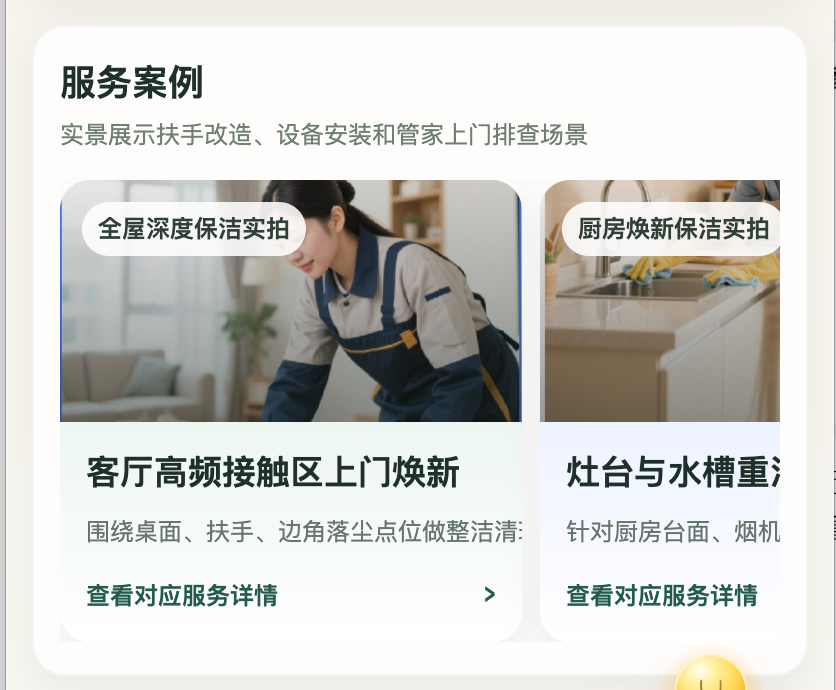 服务案例
实景展示扶手改造、设备安装和管家上门排查场景
全屋深度保洁实拍
厨房焕新保洁实拍
客厅高频接触区上门焕新
灶台与水槽重
围绕桌面、扶手、边角落尘点位做整洁清
针对厨房台面、烟机
查看对应服务详情
查看对应服务详情